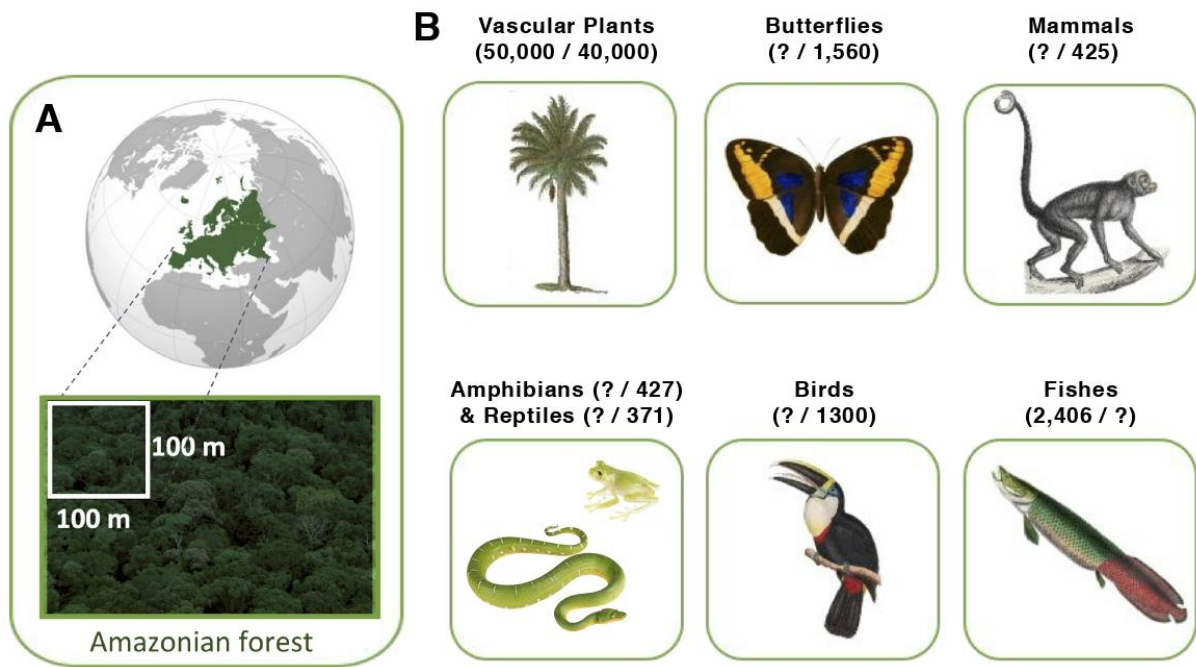 A
100 m
100 m
Amazonian forest
B
Vascular Plants
(50,000 / 40,000)
Butterflies
(? / 1,560)
Mammals
(? / 425)
Amphibians (? / 427)
& Reptiles (? / 371)
Birds
(? / 1300)
Fishes
(2,406 / ?)